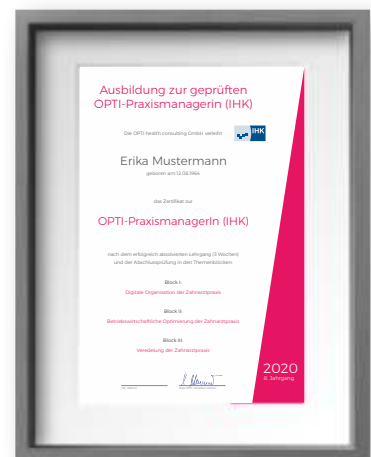 Ausbildung zur geprüften
OPTI-Praxismanagerin (IHK)
Die OPTI health consulting GmbH verleiht
IHK
Erika Mustermann
geboren am 12.08.1964
das Zertifikat zur
OPTI-PraxismanagerIn (IHK)
nach dem erfolgreich absolvierten Lehrgang (3 Wochen)
und der Abschlussprüfung in den Themenblöcken:
Block I:
Digitale Organisation der Zahnarztpraxis
Block II:
Betriebswirtschaftliche Optimierung der Zahnarztpraxis
Block III:
Veredelung der Zahnarztpraxis
2020
8. Jahrgang